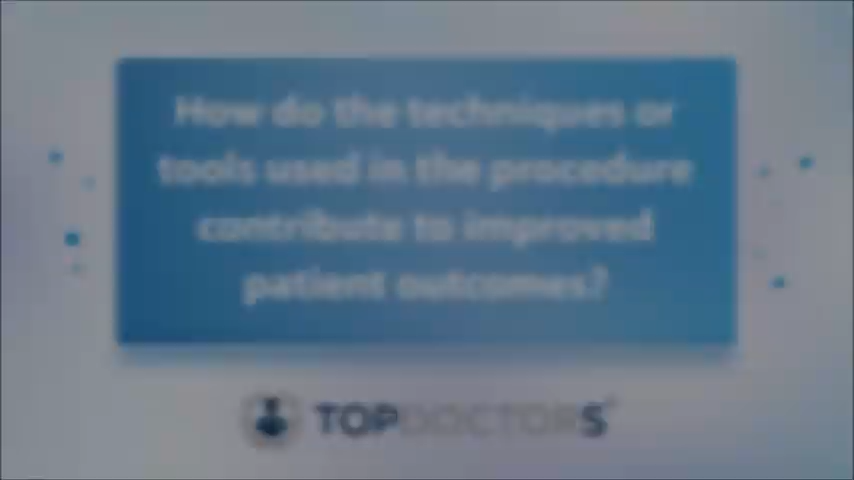 How do the techniques or
tools used in the procedure
contribute to improved
patient outcomes?
TOPDOCTORS